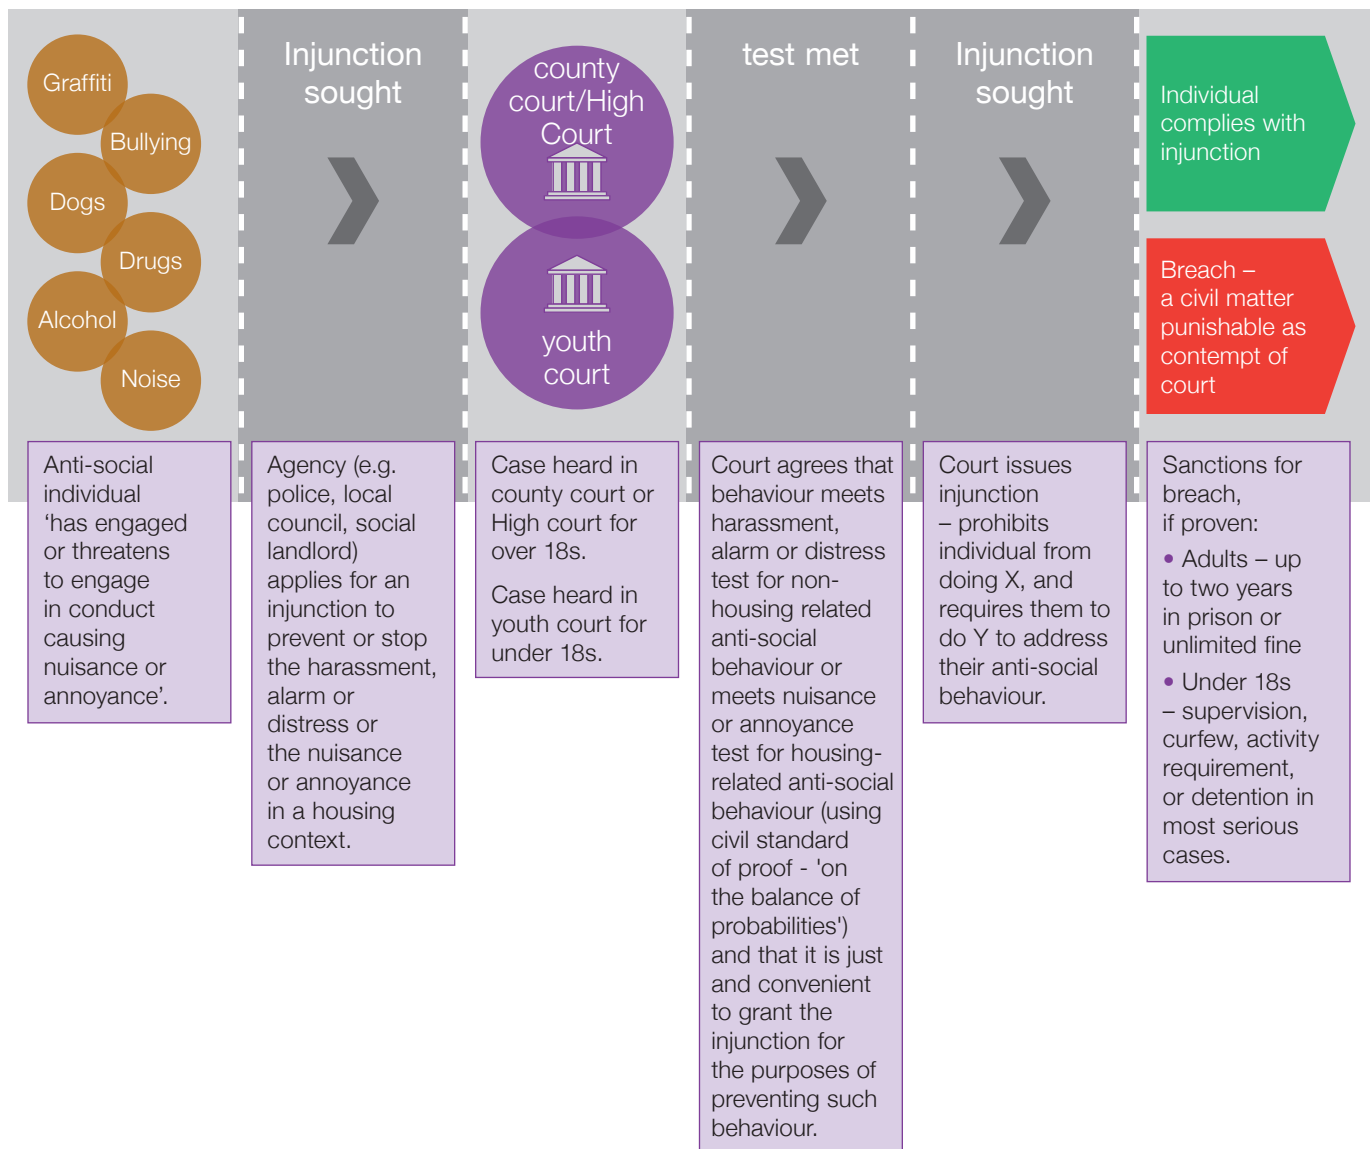 Graffiti
Bullying
Dogs
Drugs
Alcohol
Noise
Anti-social
individual
‘has engaged
or threatens
to engage
in conduct
causing
nuisance or
annoyance’.
Injunction
sought
Agency (e.g.
police, local
council, social
landlord)
applies for an
injunction to
prevent or stop
the harassment,
alarm or
distress or
the nuisance
or annoyance
in a housing
context.
county
court/High
Court
youth
court
Case heard in
county court or
High court for
over 18s.
Case heard in
youth court for
under 18s.
test met
Court agrees that
behaviour meets
harassment,
alarm or distress
test for non-
housing related
anti-social
behaviour or
meets nuisance
or annoyance
test for housing-
related anti-social
behaviour (using
civil standard
of proof - 'on
the balance of
probabilities')
and that it is just
and convenient
to grant the
injunction for
the purposes of
preventing such
behaviour.
Injunction
sought
Court issues
injunction
– prohibits
individual from
doing X, and
requires them to
do Y to address
their anti-social
behaviour.
Individual
complies with
injunction
Breach –
a civil matter
punishable as
contempt of
court
Sanctions for
breach,
if proven:
• Adults – up
to two years
in prison or
unlimited fine
• Under 18s
– supervision,
curfew, activity
requirement,
or detention in
most serious
cases.